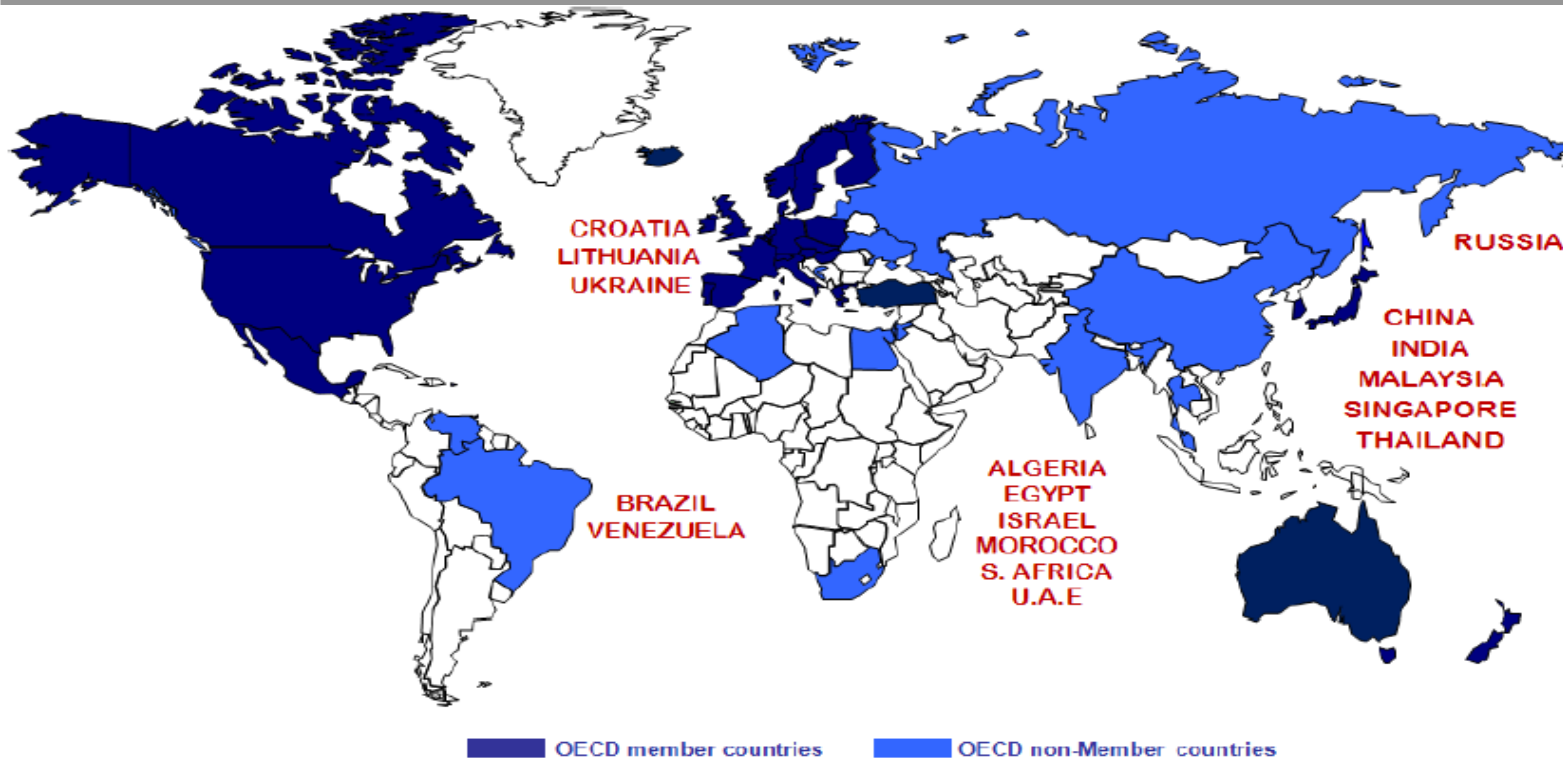 CROATIA
LITHUANIA
UKRAINE
RUSSIA
CHINA
INDIA
MALAYSIA
SINGAPORE
THAILAND
BRAZIL
VENEZUELA
ALGERIA
EGYPT
ISRAEL
MOROCCO
S. AFRICA
U.A.E
OECD member countries
OECD non-Member countries